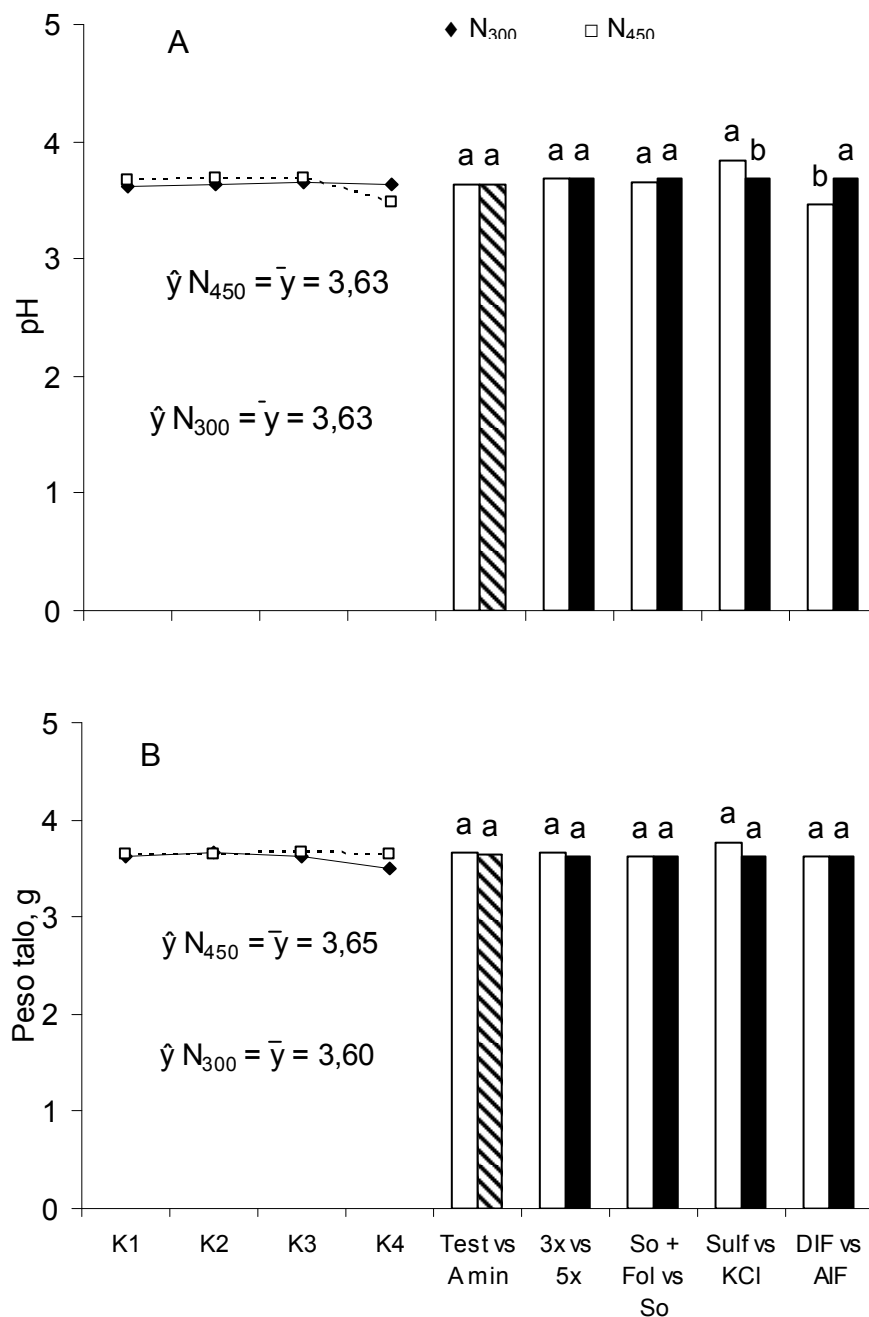 A
N300
N450
5
4
3
2
1
0
pH
a a
a a
a a
a b
b a
ŷ N450 = ȳ = 3,63
ŷ N300 = ȳ = 3,63
B
5
4
3
2
1
0
Peso talo, g
a a
a a
a a
a a
a a
ŷ N450 = ȳ = 3,65
ŷ N300 = ȳ = 3,60
K1
K2
K3
K4
Test vs
Amin
3x vs
5x
So +
Fol vs
So
Sulf vs
KCl
DIF vs
AIF